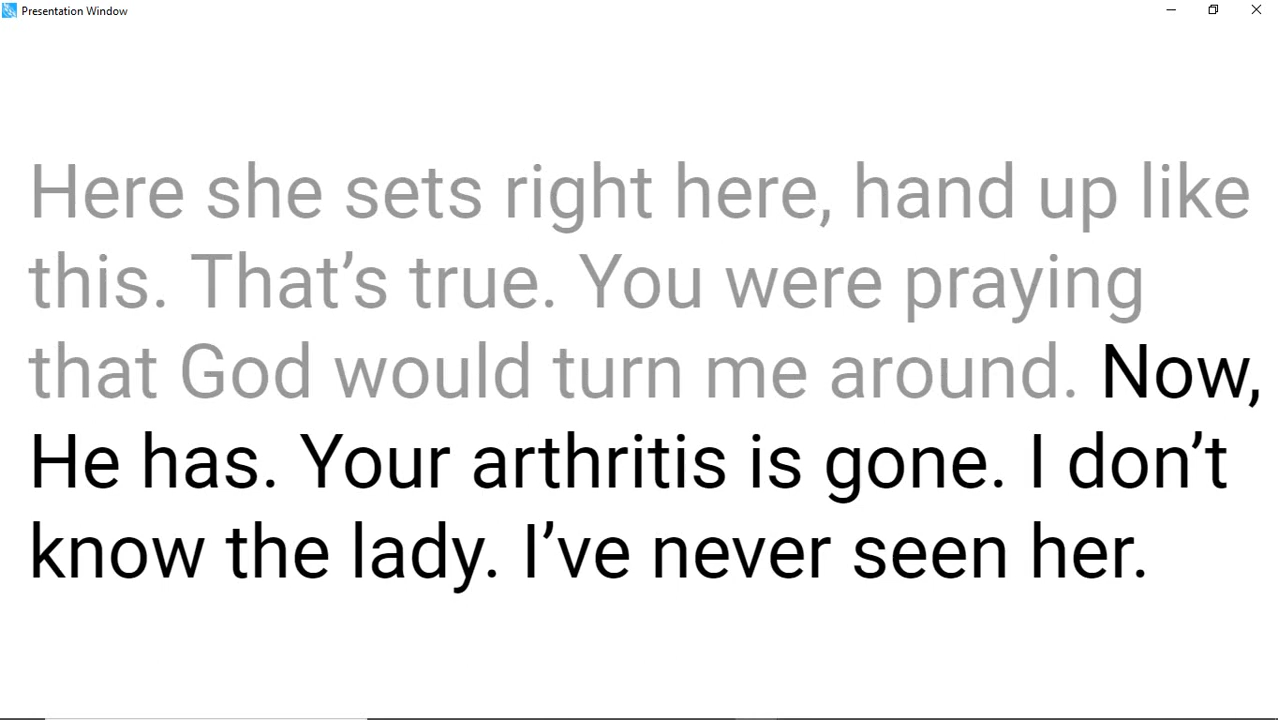 Presentation Window
Here she sets right here, hand up like
this. That’s true. You were praying
that God would turn me around. Now,
He has. Your arthritis is gone. I don’t
know the lady. I’ve never seen her.